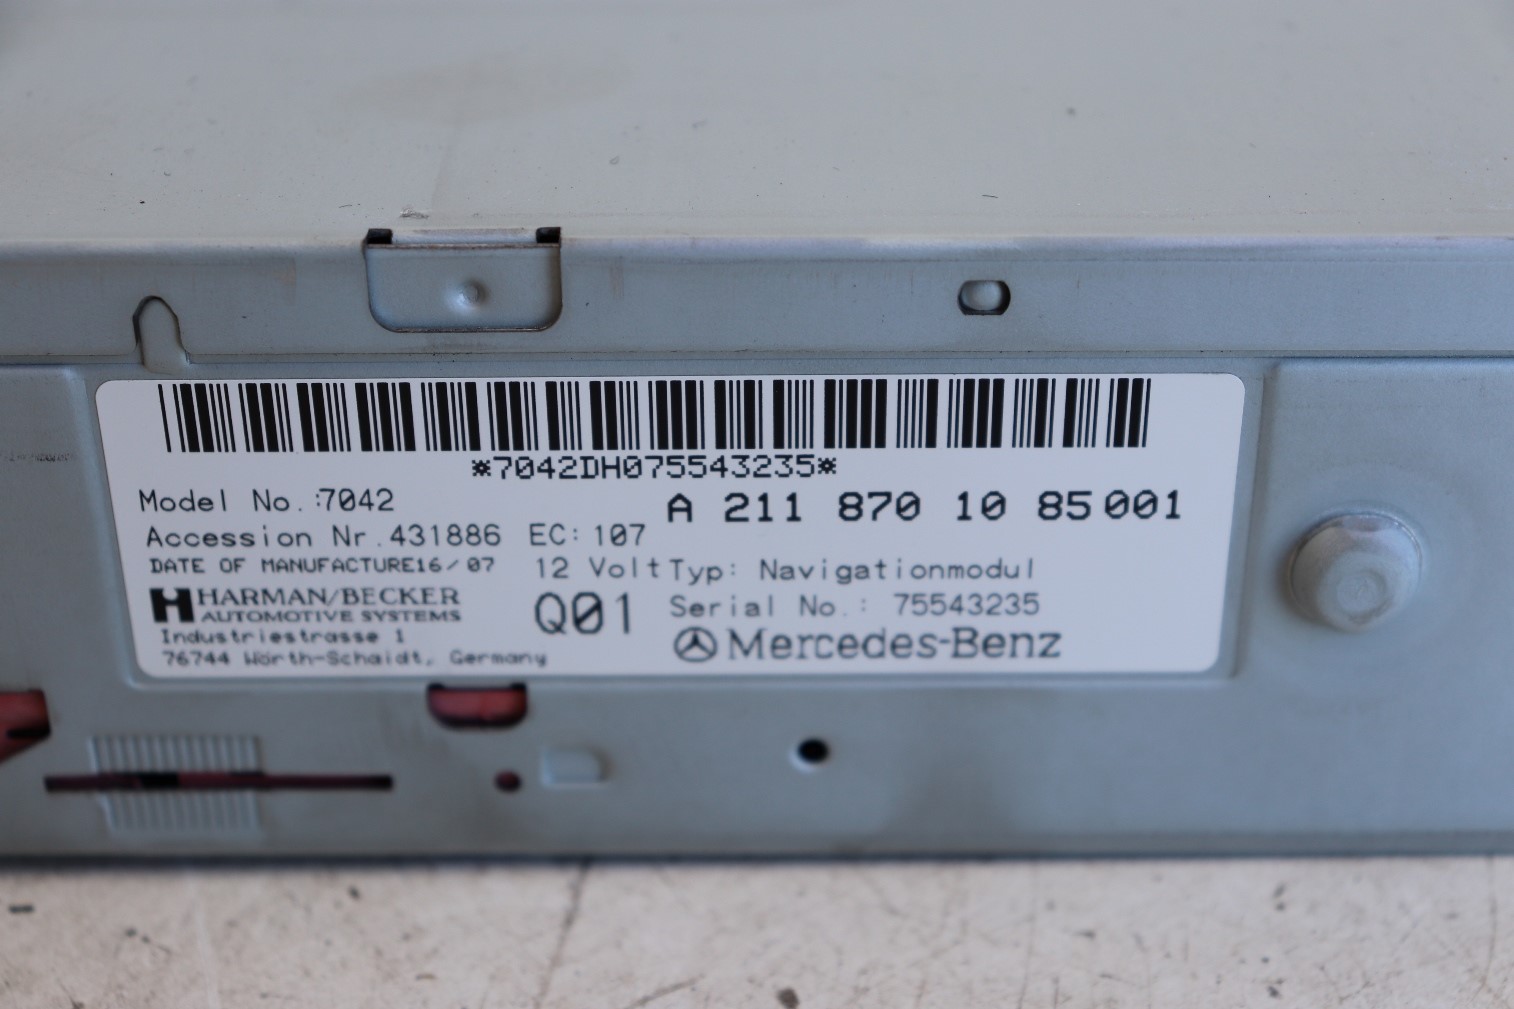 *7042DH075543235*
Model No.:7042
A 211 870 10 85 001
Accession Nr.431886 EC: 107
DATE OF MANUFACTURE16/07 12 Volt Typ: Navigationmodul
HARMAN/BECKER
AUTOMOTIVE SYSTEMS
Q01
Serial No.: 75543235
Industriestrasse 1
76744 Wörth-Schaidt, Germany
Mercedes-Benz